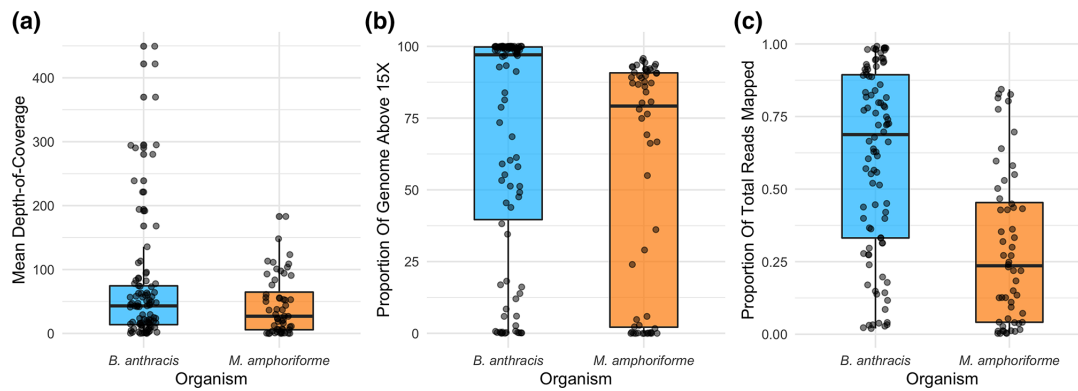 (a)
Mean Depth-of-Coverage
400
300
200
100
0
B. anthracis M. amphoriforme
Organism
(b)
Proportion Of Genome Above 15X
100
75
50
25
0
B. anthracis M. amphoriforme
Organism
(c)
Proportion Of Total Reads Mapped
1.00
0.75
0.50
0.25
0.00
B. anthracis M. amphoriforme
Organism